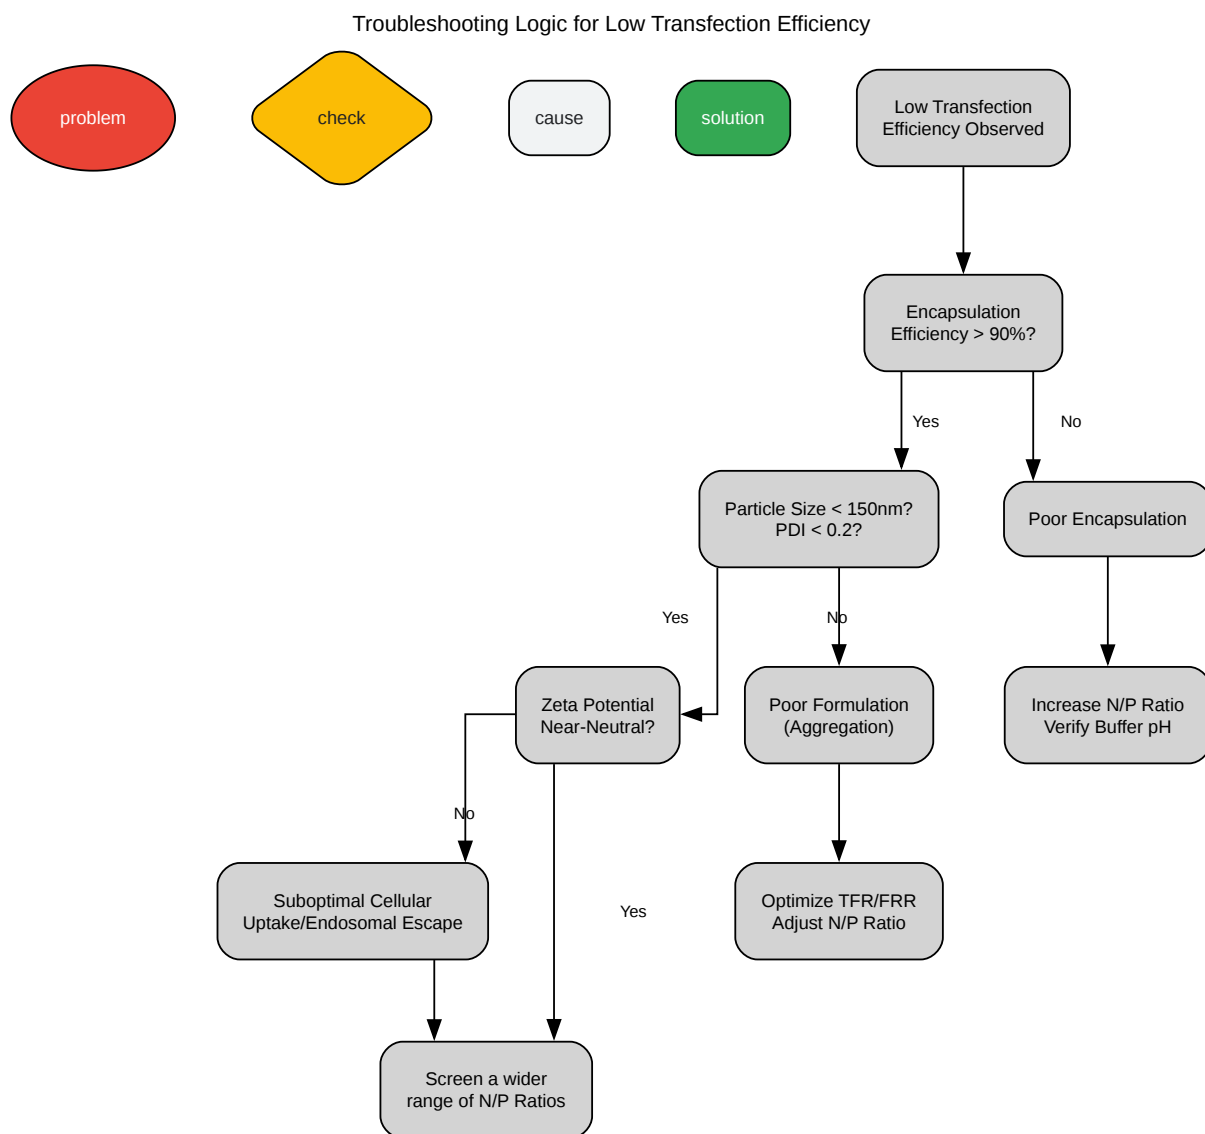 Troubleshooting Logic for Low Transfection Efficiency
problem
check
cause
solution
Low Transfection
Efficiency Observed
Encapsulation
Efficiency > 90%?
Yes
No
Particle Size < 150nm?
PDI < 0.2?
Poor Encapsulation
Yes
No
Zeta Potential
Near-Neutral?
Poor Formulation
(Aggregation)
Increase N/P Ratio
Verify Buffer pH
No
Suboptimal Cellular
Uptake/Endosomal Escape
Yes
Optimize TFR/FRR
Adjust N/P Ratio
Screen a wider
range of N/P Ratios